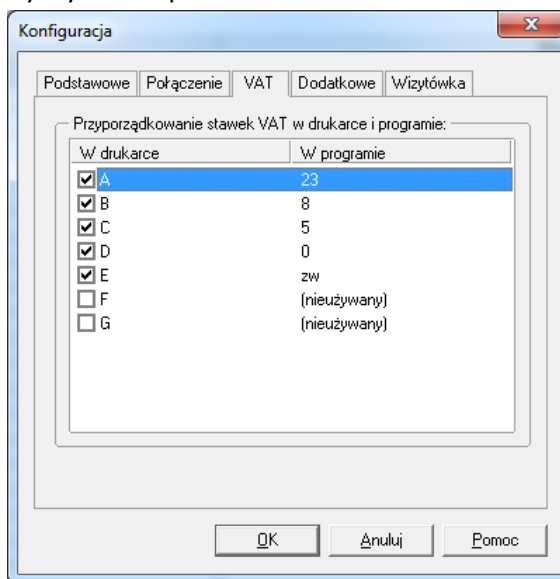 Konfiguracja
Podstawowe Połączenie VAT Dodatkowe Wizytówka
Przyporządkowanie stawek VAT w drukarce i programie:
W drukarce W programie
A 23
B 8
C 5
D 0
E zw
F (nieużywany)
G (nieużywany)
OK Anuluj Pomoc